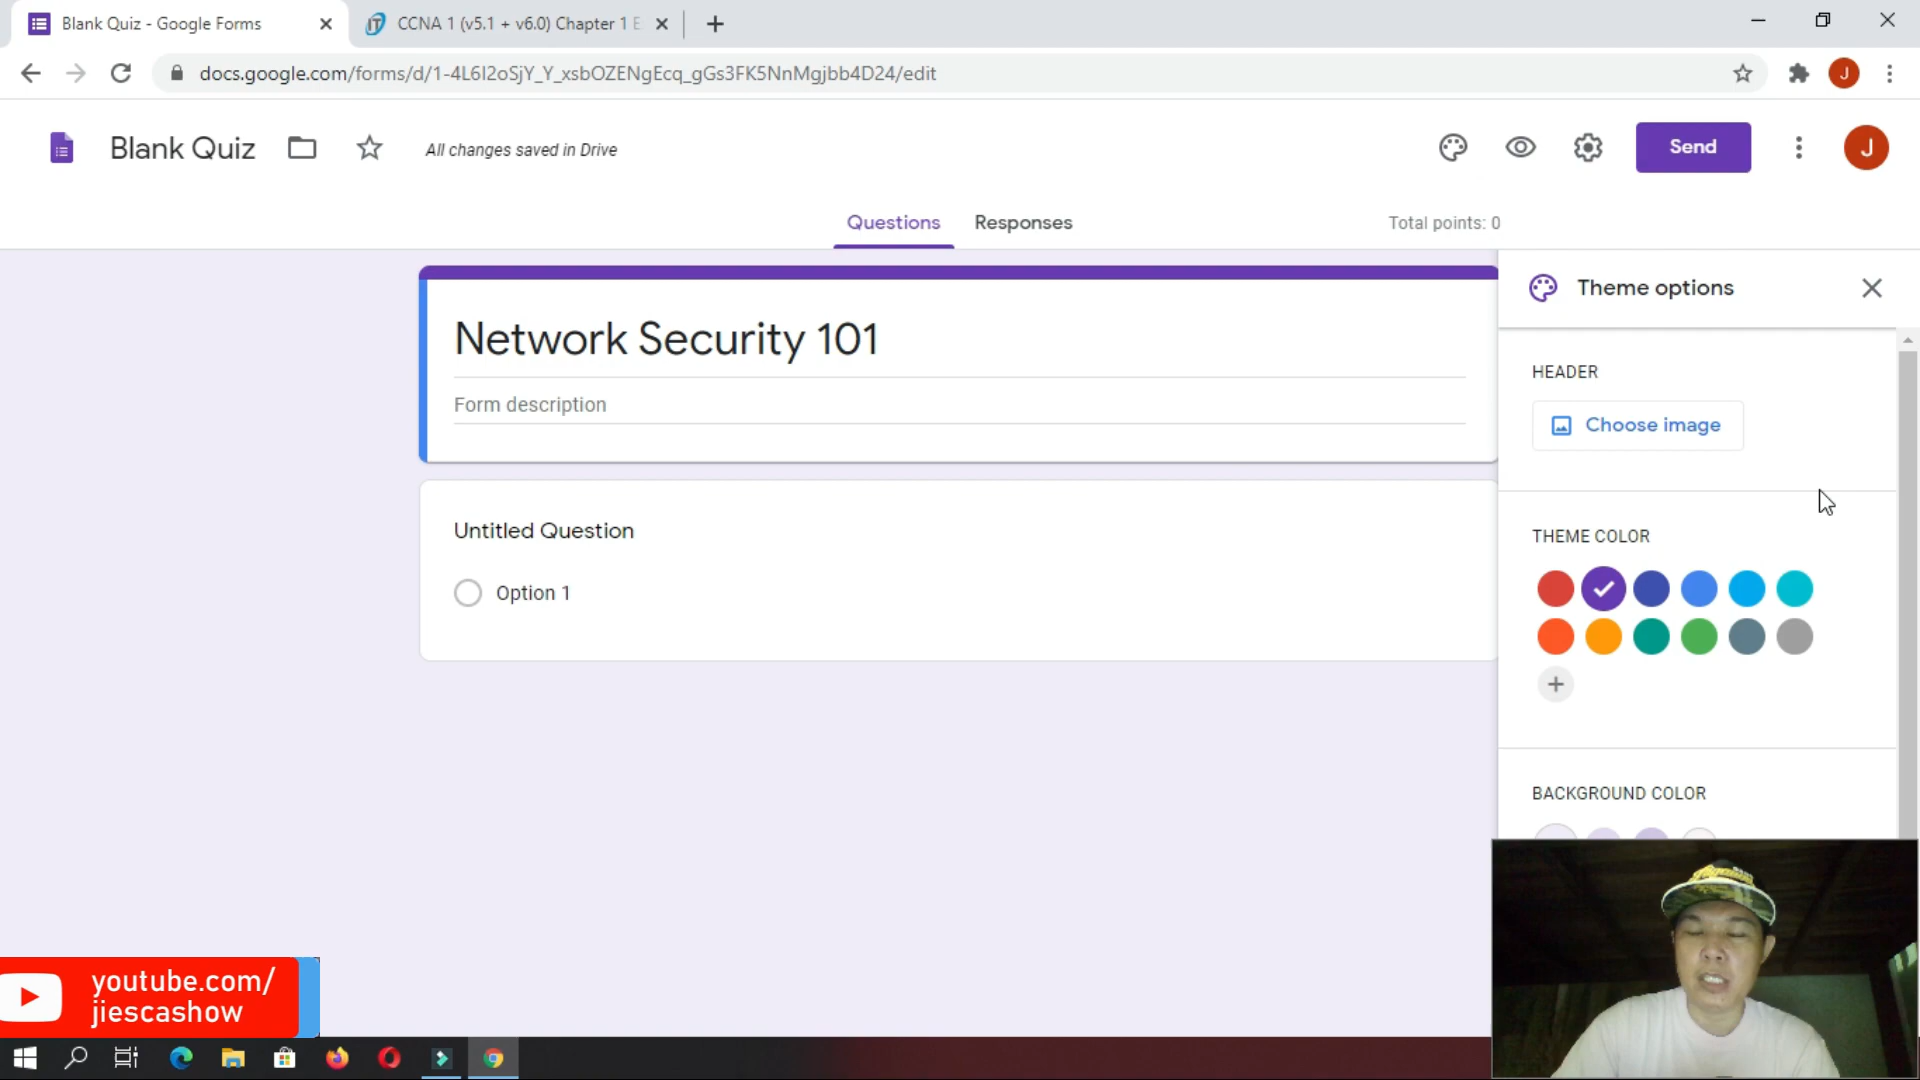 Blank Quiz - Google Forms
CCNA 1 (v5.1 + v6.0) Chapter 1 E
docs.google.com/forms/d/1-4L6I2oSjY_Y_xsbOZENgEcq_gGs3FK5NnMgjbb4D24/edit
J
Blank Quiz
All changes saved in Drive
Send
J
Questions
Responses
Total points: 0
Theme options
Network Security 101
Form description
HEADER
Choose image
Untitled Question
Option 1
THEME COLOR
BACKGROUND COLOR
youtube.com/
jiescashow